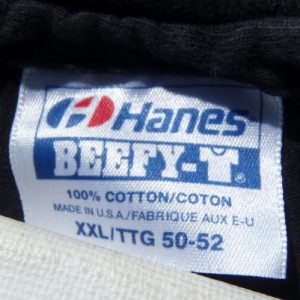 Hanes
BEEFY-T®
100% COTTON/COTON
MADE IN U.S.A./FABRIQUE AUX E-U
XXL/TTG 50-52